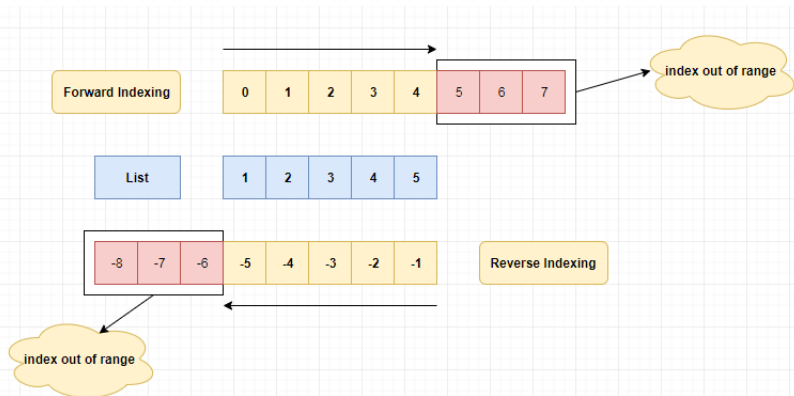 Forward Indexing 0 1 2 3 4 5 6 7 index out of range
List 1 2 3 4 5
-8 -7 -6 -5 -4 -3 -2 -1 Reverse Indexing
index out of range